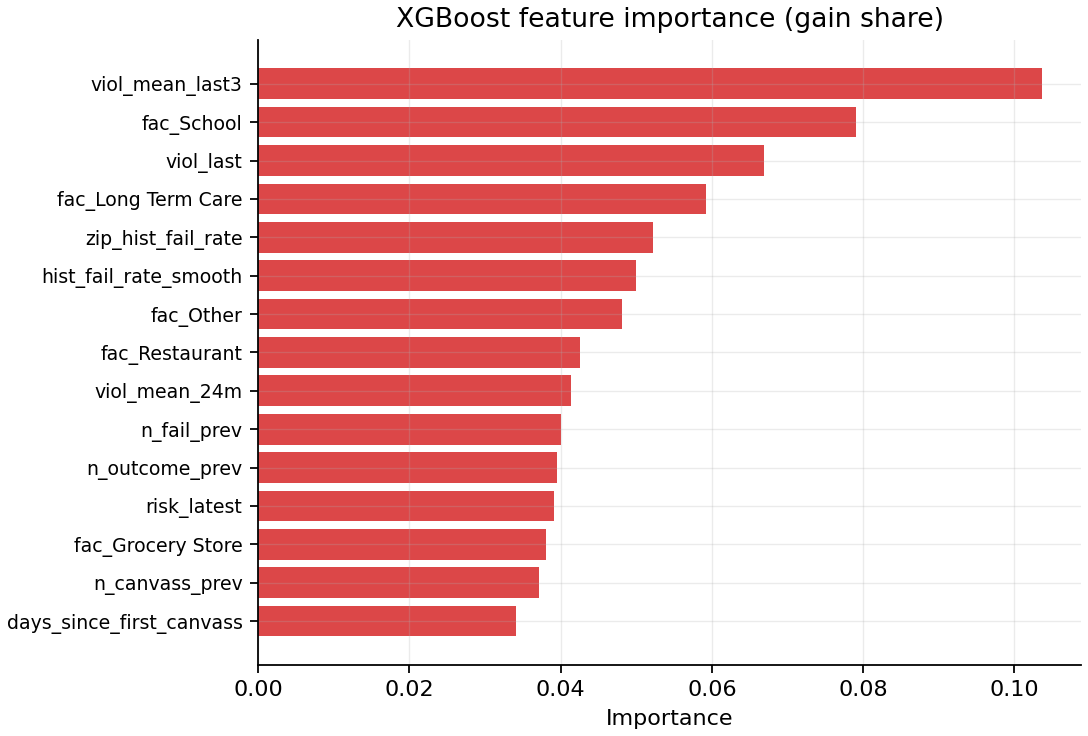 XGBoost feature importance (gain share)
viol_mean_last3
fac_School
viol_last
fac_Long Term Care
zip_hist_fail_rate
hist_fail_rate_smooth
fac_Other
fac_Restaurant
viol_mean_24m
n_fail_prev
n_outcome_prev
risk_latest
fac_Grocery Store
n_canvass_prev
days_since_first_canvass
0.00 0.02 0.04 0.06 0.08 0.10
Importance